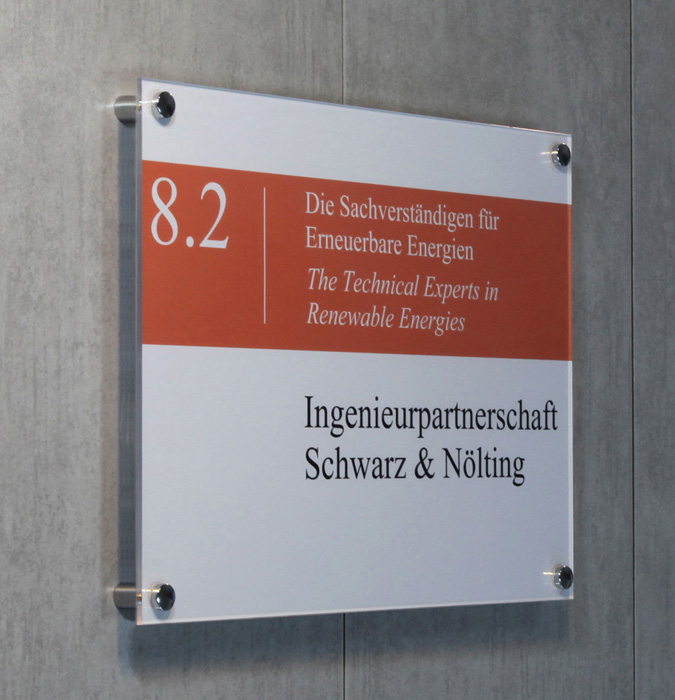 8.2
Die Sachverständigen für
Erneuerbare Energien
The Technical Experts in
Renewable Energies
Ingenieurpartnerschaft
Schwarz & Nölting